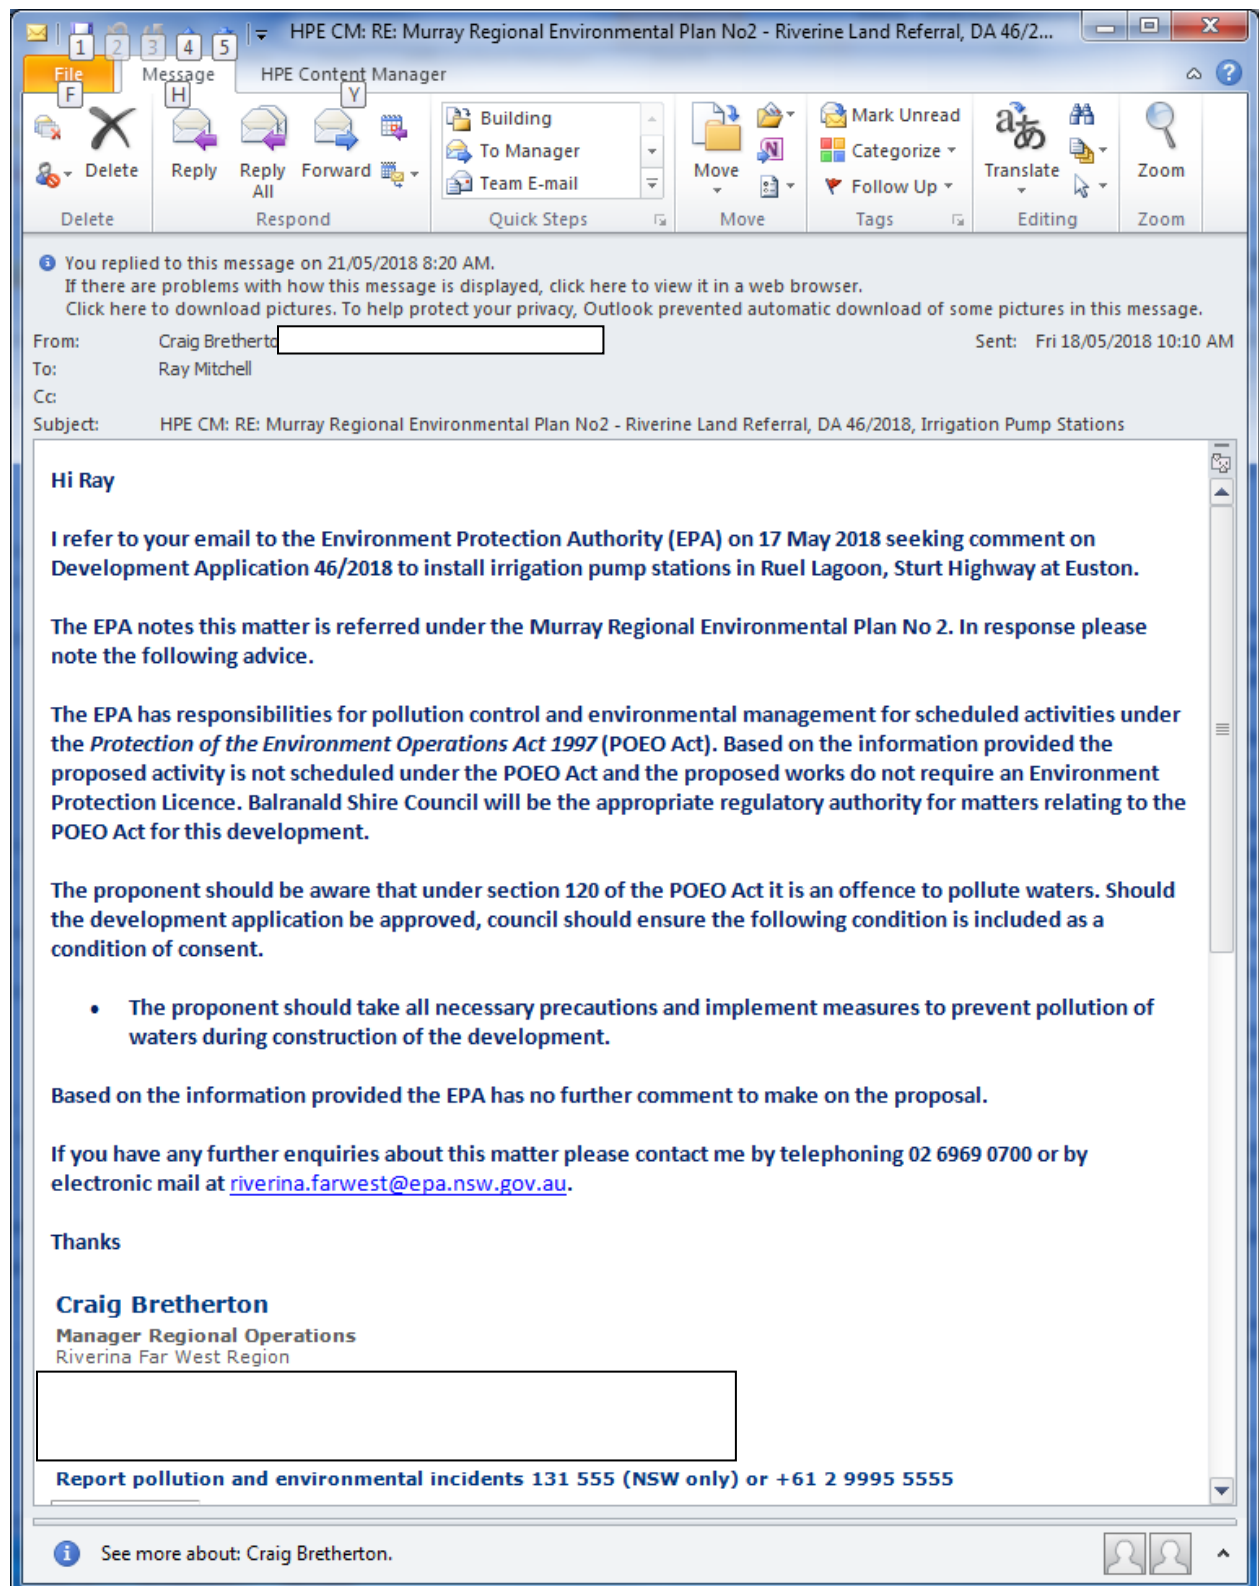 HPE CM: RE: Murray Regional Environmental Plan No2 - Riverine Land Referral, DA 46/2...
1 2 3 4 5
File Message HPE Content Manager
F H Y
Delete
Reply
Reply All
Forward
Building
To Manager
Team E-mail
Move
Mark Unread
Categorize
Follow Up
Translate
Zoom
Delete Respond Quick Steps Move Tags Editing Zoom
You replied to this message on 21/05/2018 8:20 AM.
If there are problems with how this message is displayed, click here to view it in a web browser.
Click here to download pictures. To help protect your privacy, Outlook prevented automatic download of some pictures in this message.
From: Craig Bretherto Sent: Fri 18/05/2018 10:10 AM
To: Ray Mitchell
Cc:
Subject: HPE CM: RE: Murray Regional Environmental Plan No2 - Riverine Land Referral, DA 46/2018, Irrigation Pump Stations
Hi Ray
I refer to your email to the Environment Protection Authority (EPA) on 17 May 2018 seeking comment on
Development Application 46/2018 to install irrigation pump stations in Ruel Lagoon, Sturt Highway at Euston.
The EPA notes this matter is referred under the Murray Regional Environmental Plan No 2. In response please
note the following advice.
The EPA has responsibilities for pollution control and environmental management for scheduled activities under
the Protection of the Environment Operations Act 1997 (POEO Act). Based on the information provided the
proposed activity is not scheduled under the POEO Act and the proposed works do not require an Environment
Protection Licence. Balranald Shire Council will be the appropriate regulatory authority for matters relating to the
POEO Act for this development.
The proponent should be aware that under section 120 of the POEO Act it is an offence to pollute waters. Should
the development application be approved, council should ensure the following condition is included as a
condition of consent.
• The proponent should take all necessary precautions and implement measures to prevent pollution of
waters during construction of the development.
Based on the information provided the EPA has no further comment to make on the proposal.
If you have any further enquiries about this matter please contact me by telephoning 02 6969 0700 or by
electronic mail at riverina.farwest@epa.nsw.gov.au.
Thanks
Craig Bretherton
Manager Regional Operations
Riverina Far West Region
Report pollution and environmental incidents 131 555 (NSW only) or +61 2 9995 5555
See more about: Craig Bretherton.